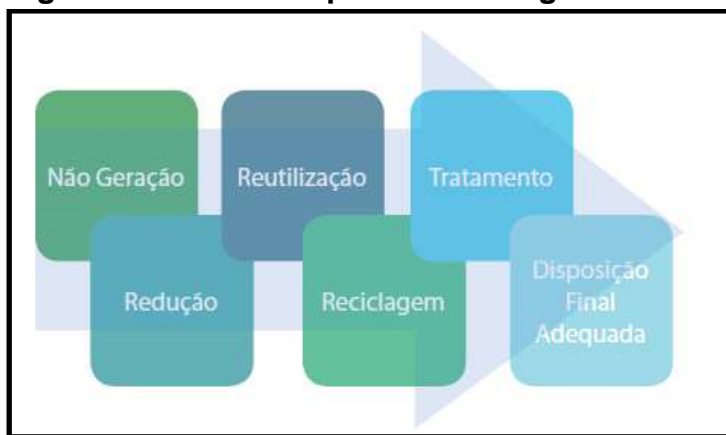 Não Geração
Redução
Reutilização
Reciclagem
Tratamento
Disposição
Final
Adequada